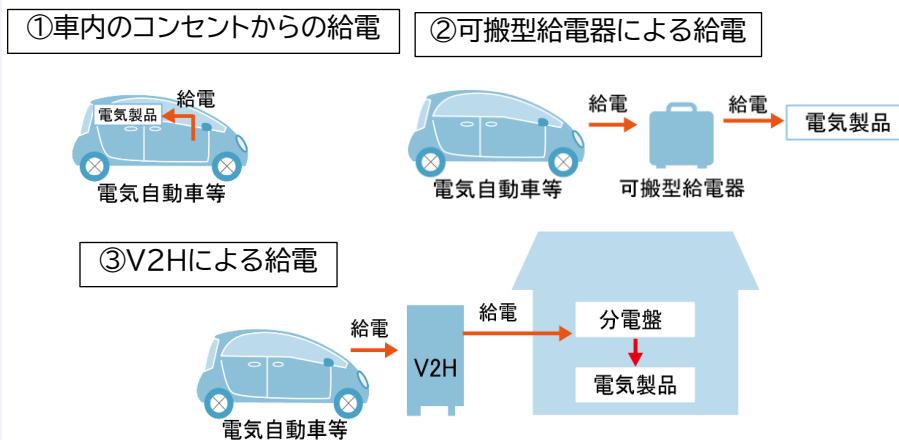 ①車内のコンセントからの給電
給電
電気製品
電気自動車等
②可搬型給電器による給電
給電
給電
電気製品
電気自動車等
可搬型給電器
③V2Hによる給電
給電
給電
V2H
分電盤
電気製品
電気自動車等